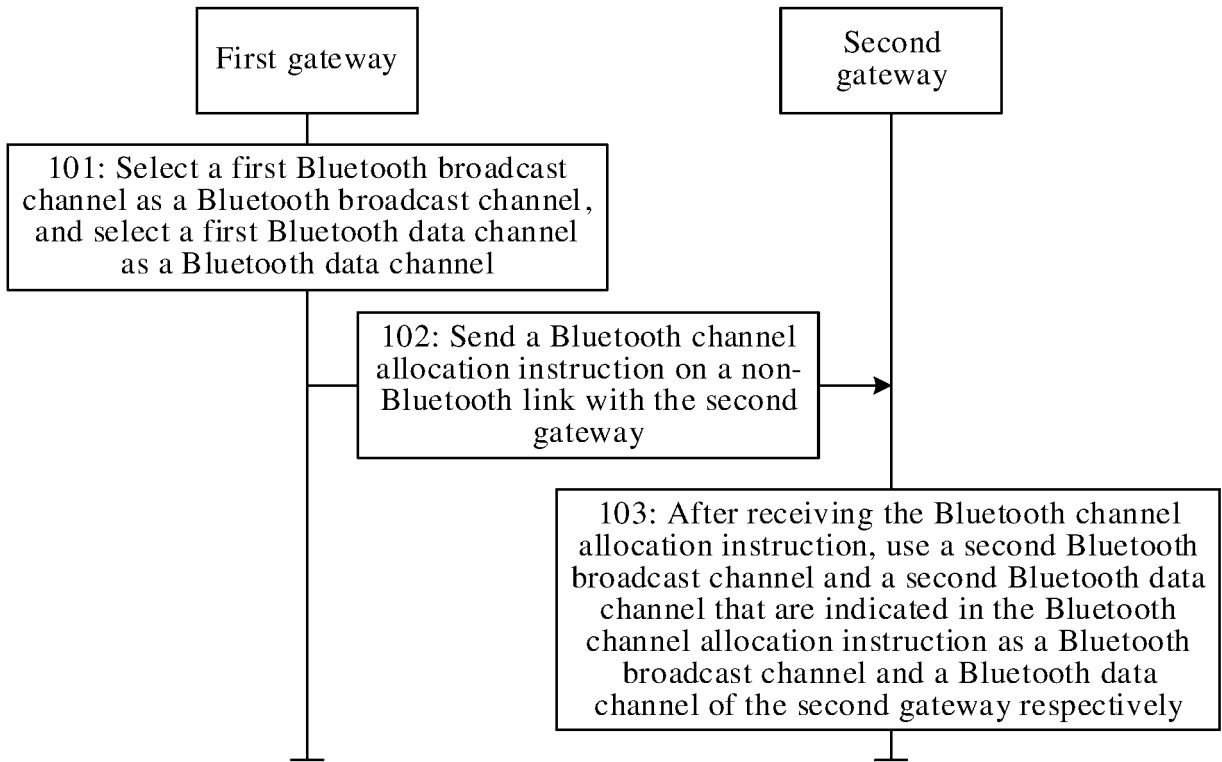 First gateway
Second
gateway
101: Select a first Bluetooth broadcast
channel as a Bluetooth broadcast channel,
and select a first Bluetooth data channel
as a Bluetooth data channel
102: Send a Bluetooth channel
allocation instruction on a non-
Bluetooth link with the second
gateway
103: After receiving the Bluetooth channel
allocation instruction, use a second Bluetooth
broadcast channel and a second Bluetooth data
channel that are indicated in the Bluetooth
channel allocation instruction as a Bluetooth
broadcast channel and a Bluetooth data
channel of the second gateway respectively